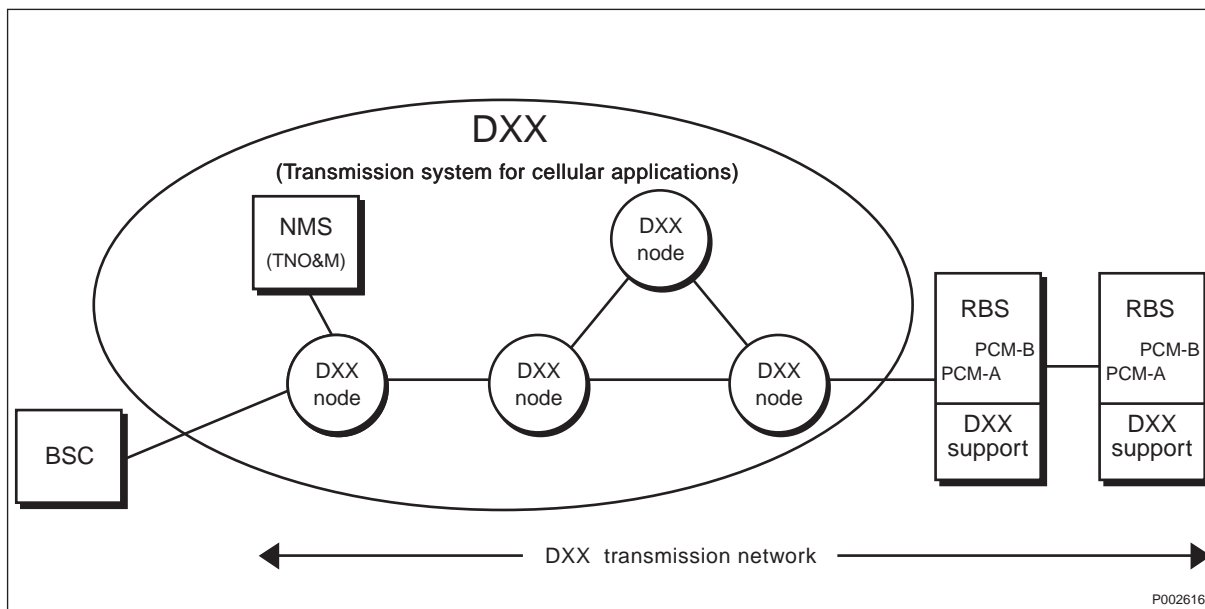 DXX
(Transmission system for cellular applications)
NMS
(TNO&M)
DXX
node
DXX
node
DXX
node
DXX
node
BSC
RBS
PCM-B
PCM-A
DXX
support
RBS
PCM-B
PCM-A
DXX
support
DXX transmission network
P002616